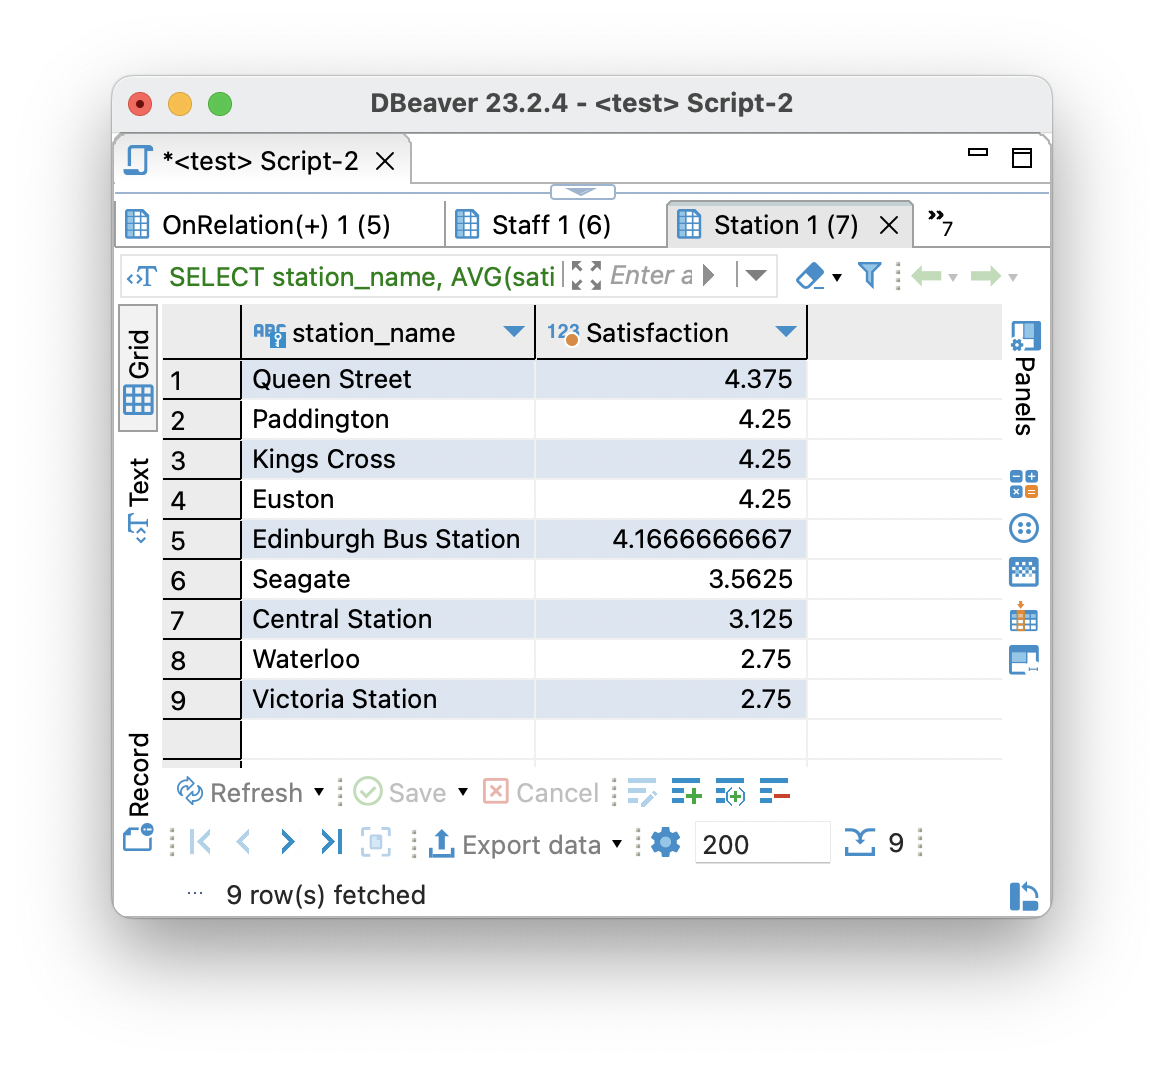 DBeaver 23.2.4 - <test> Script-2
*<test> Script-2
OnRelation(+) 1 (5)
Staff 1 (6)
Station 1 (7)
»7
SELECT station_name, AVG(sati
Enter a
Grid
Text
Record
Panels
ABC station_name
123 Satisfaction
1 Queen Street 4.375
2 Paddington 4.25
3 Kings Cross 4.25
4 Euston 4.25
5 Edinburgh Bus Station 4.1666666667
6 Seagate 3.5625
7 Central Station 3.125
8 Waterloo 2.75
9 Victoria Station 2.75
Refresh
Save
Cancel
Export data
200
9
... 9 row(s) fetched